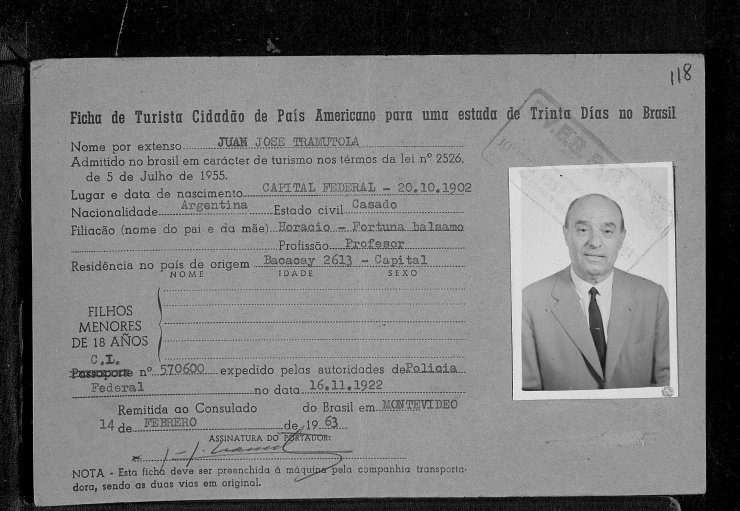 118
Ficha de Turista Cidadão de País Americano para uma estada de Trinta Días no Brasil
Nome por extenso JUAN JOSE TRAMUTOLA
Admitido no brasil em carácter de turismo nos térmos da lei nº 2526,
de 5 de Julho de 1955.
Lugar e data de nascimento CAPITAL FEDERAL - 20.10.1902
Nacionalidade Argentina Estado civil Casado
Filiacão (nome do pai e da mãe) Horacio - Fortuna balsamo
Profissão Profesor
Residência no país de origem Bacacay 2613 - Capital
NOME IDADE SEXO
FILHOS
MENORES
DE 18 AÑOS
C.I.
Passaporte nº 570600 expedido pelas autoridades de Policia
Federal no data 16.11.1922
Remitida ao Consulado do Brasil em MONTEVIDEO
14 de FEBRERO de 1963
ASSINATURA DO PORTADOR:
NOTA - Esta ficha deve ser preenchida á máquina pela companhia transporta-
dora, sendo as duas vias em original.